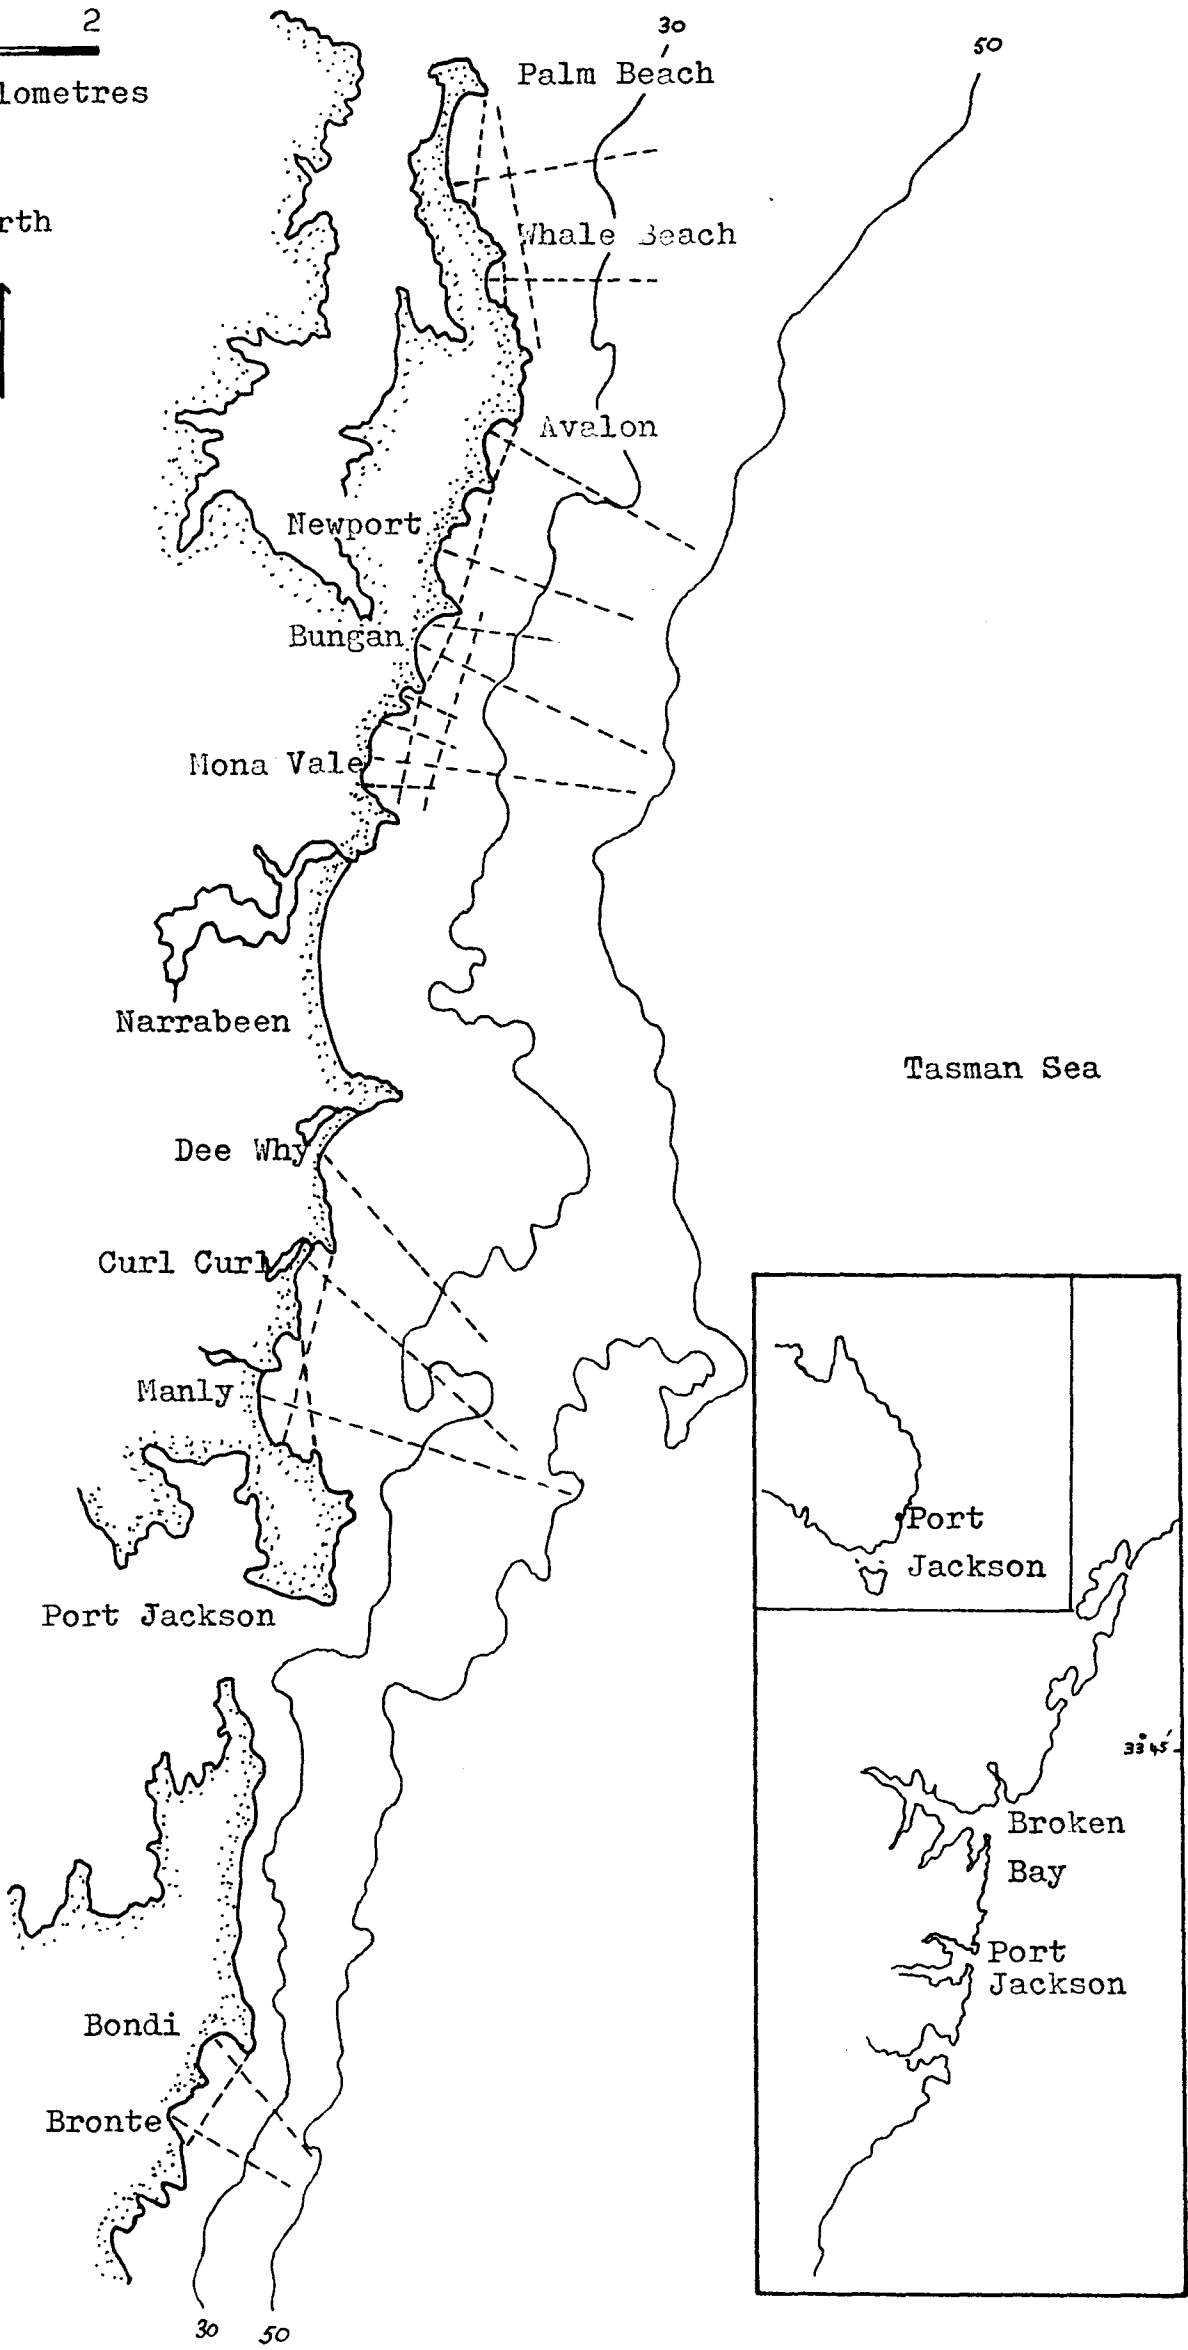 2
lometres
30
50
Palm Beach
rth
Whale Beach
Avalon
Newport
Bungan
Mona Vale
Narrabeen
Tasman Sea
Dee Why
Curl Curl
Manly
Port Jackson
Port
Jackson
33°45'
Broken
Bay
Port
Jackson
Bondi
Bronte
30
50